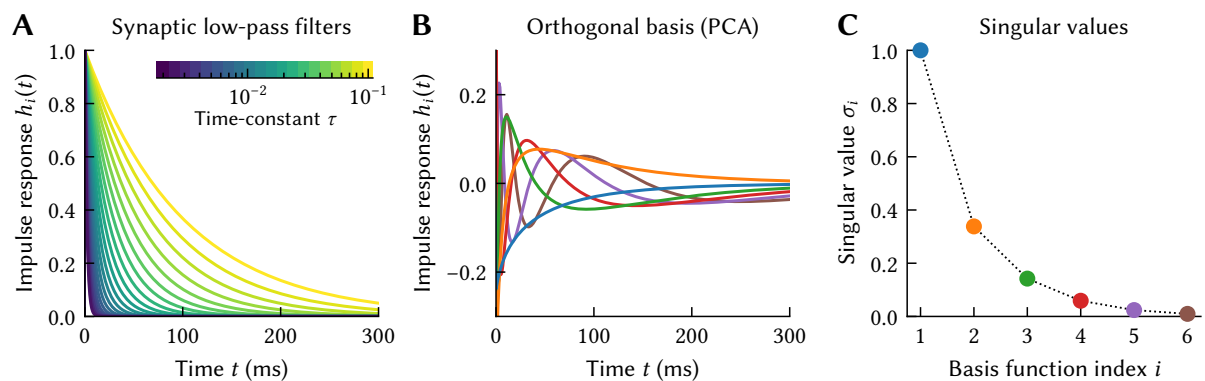 A Synaptic low-pass filters
Impulse response hᵢ(t)
1.0
0.8
0.6
0.4
0.2
0.0
10⁻² 10⁻¹
Time-constant τ
0 100 200 300
Time t (ms)
B Orthogonal basis (PCA)
Impulse response hᵢ(t)
0.2
0.0
−0.2
0 100 200 300
Time t (ms)
C Singular values
Singular value σᵢ
1.0
0.8
0.6
0.4
0.2
0.0
1 2 3 4 5 6
Basis function index i